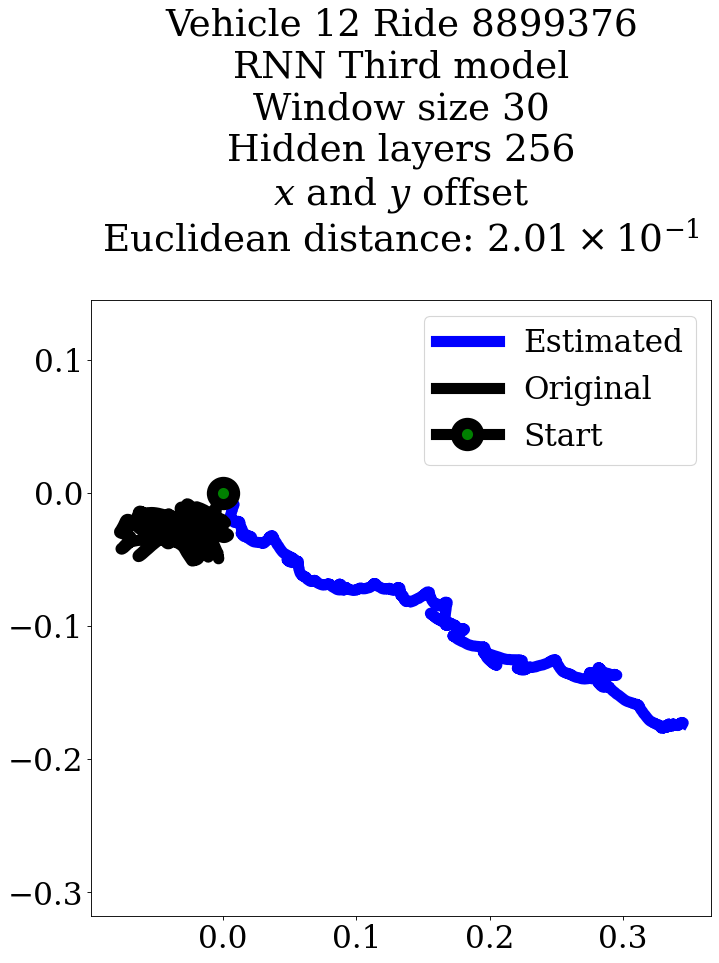 Vehicle 12 Ride 8899376
RNN Third model
Window size 30
Hidden layers 256
x and y offset
Euclidean distance: 2.01 × 10⁻¹
Estimated
Original
Start
0.1
0.0
−0.1
−0.2
−0.3
0.0 0.1 0.2 0.3